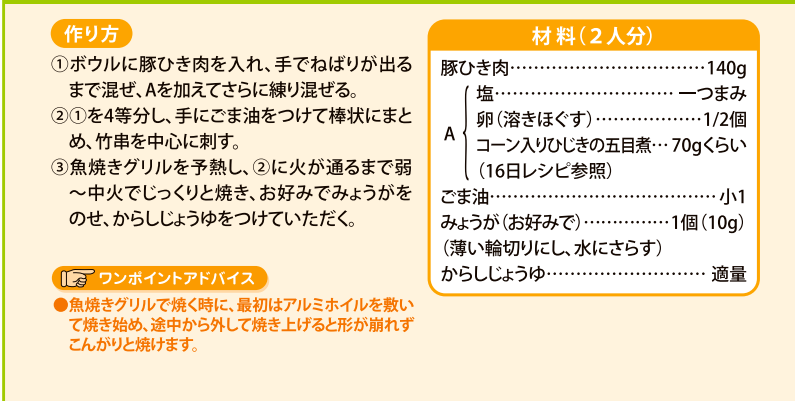 作り方
①ボウルに豚ひき肉を入れ、手でねばりが出る
まで混ぜ、Aを加えてさらに練り混ぜる。
②①を4等分し、手にごま油をつけて棒状にまと
め、竹串を中心に刺す。
③魚焼きグリルを予熱し、②に火が通るまで弱
～中火でじっくりと焼き、お好みでみょうがを
のせ、からしじょうゆをつけていただく。
ワンポイントアドバイス
●魚焼きグリルで焼く時に、最初はアルミホイルを敷い
て焼き始め、途中から外して焼き上げると形が崩れず
こんがりと焼けます。
材料（２人分）
豚ひき肉………………………………140g
塩………………………… 一つまみ
卵（溶きほぐす）………………1/2個
A
コーン入りひじきの五目煮… 70gくらい
（16日レシピ参照）
ごま油………………………………… 小1
みょうが（お好みで）……………1個（10g）
（薄い輪切りにし、水にさらす）
からしじょうゆ……………………… 適量